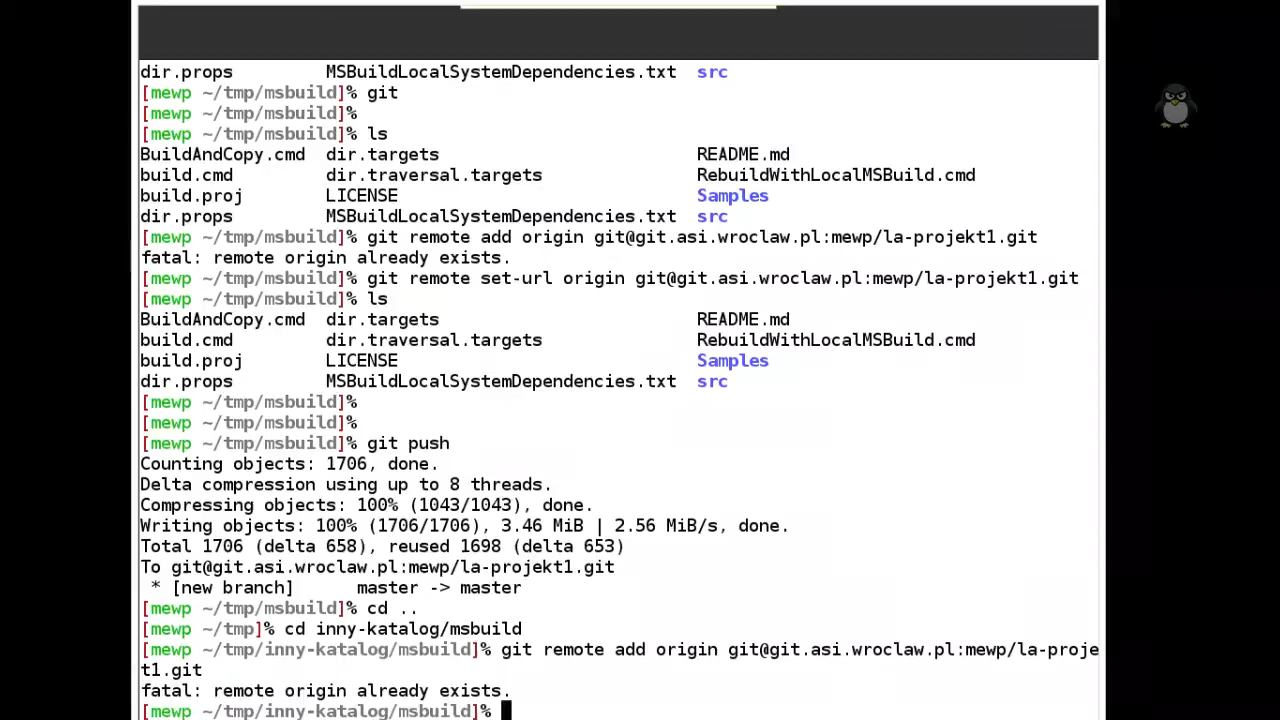 dir.props         MSBuildLocalSystemDependencies.txt  src
[mewp ~/tmp/msbuild]% git
[mewp ~/tmp/msbuild]%
[mewp ~/tmp/msbuild]% ls
BuildAndCopy.cmd  dir.targets                         README.md
build.cmd         dir.traversal.targets               RebuildWithLocalMSBuild.cmd
build.proj        LICENSE                             Samples
dir.props         MSBuildLocalSystemDependencies.txt  src
[mewp ~/tmp/msbuild]% git remote add origin git@git.asi.wroclaw.pl:mewp/la-projekt1.git
fatal: remote origin already exists.
[mewp ~/tmp/msbuild]% git remote set-url origin git@git.asi.wroclaw.pl:mewp/la-projekt1.git
[mewp ~/tmp/msbuild]% ls
BuildAndCopy.cmd  dir.targets                         README.md
build.cmd         dir.traversal.targets               RebuildWithLocalMSBuild.cmd
build.proj        LICENSE                             Samples
dir.props         MSBuildLocalSystemDependencies.txt  src
[mewp ~/tmp/msbuild]%
[mewp ~/tmp/msbuild]%
[mewp ~/tmp/msbuild]% git push
Counting objects: 1706, done.
Delta compression using up to 8 threads.
Compressing objects: 100% (1043/1043), done.
Writing objects: 100% (1706/1706), 3.46 MiB | 2.56 MiB/s, done.
Total 1706 (delta 658), reused 1698 (delta 653)
To git@git.asi.wroclaw.pl:mewp/la-projekt1.git
 * [new branch]      master -> master
[mewp ~/tmp/msbuild]% cd ..
[mewp ~/tmp]% cd inny-katalog/msbuild
[mewp ~/tmp/inny-katalog/msbuild]% git remote add origin git@git.asi.wroclaw.pl:mewp/la-proje
t1.git
fatal: remote origin already exists.
[mewp ~/tmp/inny-katalog/msbuild]%